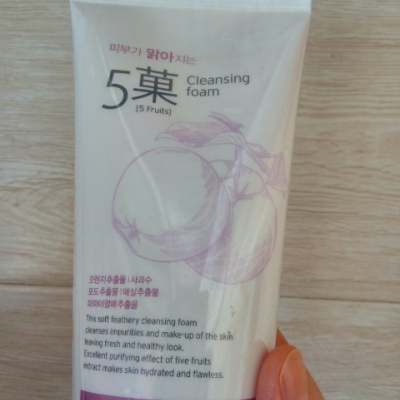 피부가 맑아지는
5菓 Cleansing
[5 Fruits] foam
오렌지추출물 | 사과수
포도추출물 | 매실추출물
파파야열매추출물
This soft feathery cleansing foam
cleanses impurities and make-up of the skin
leaving fresh and healthy look.
Excellent purifying effect of five fruits
extract makes skin hydrated and flawless.